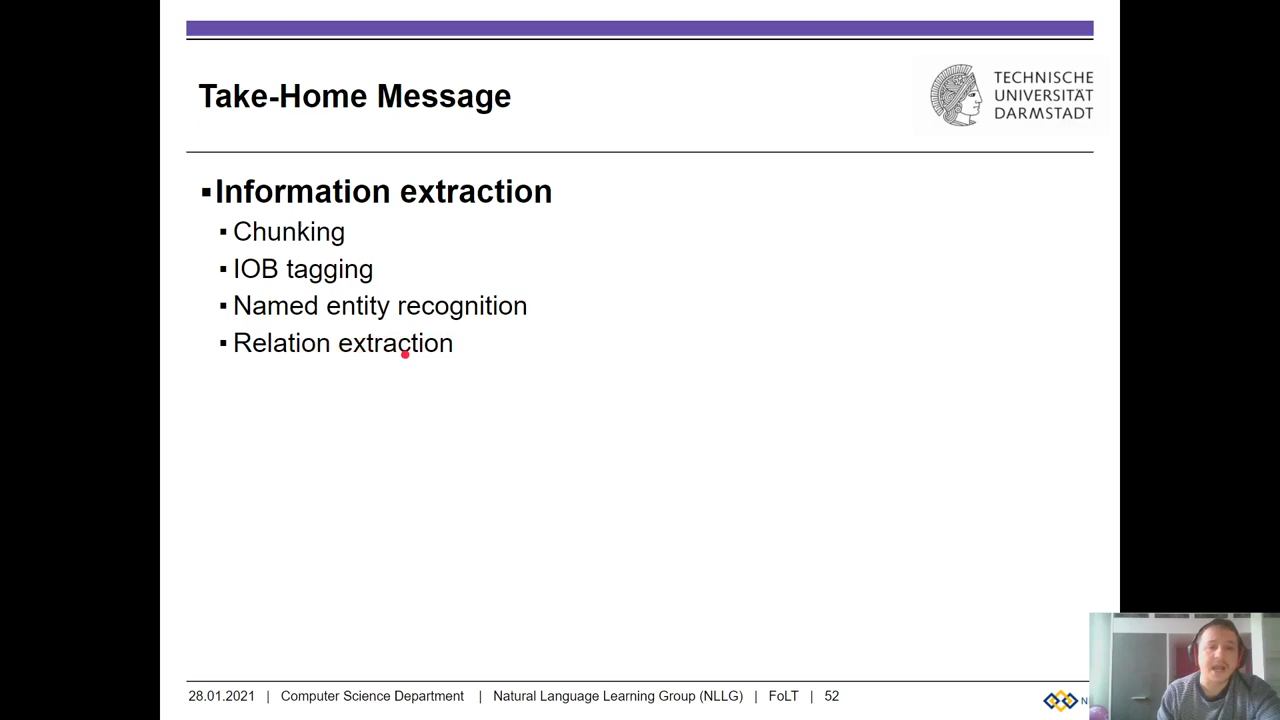 Take-Home Message
TECHNISCHE
UNIVERSITÄT
DARMSTADT
▪Information extraction
▪ Chunking
▪ IOB tagging
▪ Named entity recognition
▪ Relation extraction
28.01.2021 | Computer Science Department | Natural Language Learning Group (NLLG) | FoLT | 52
N